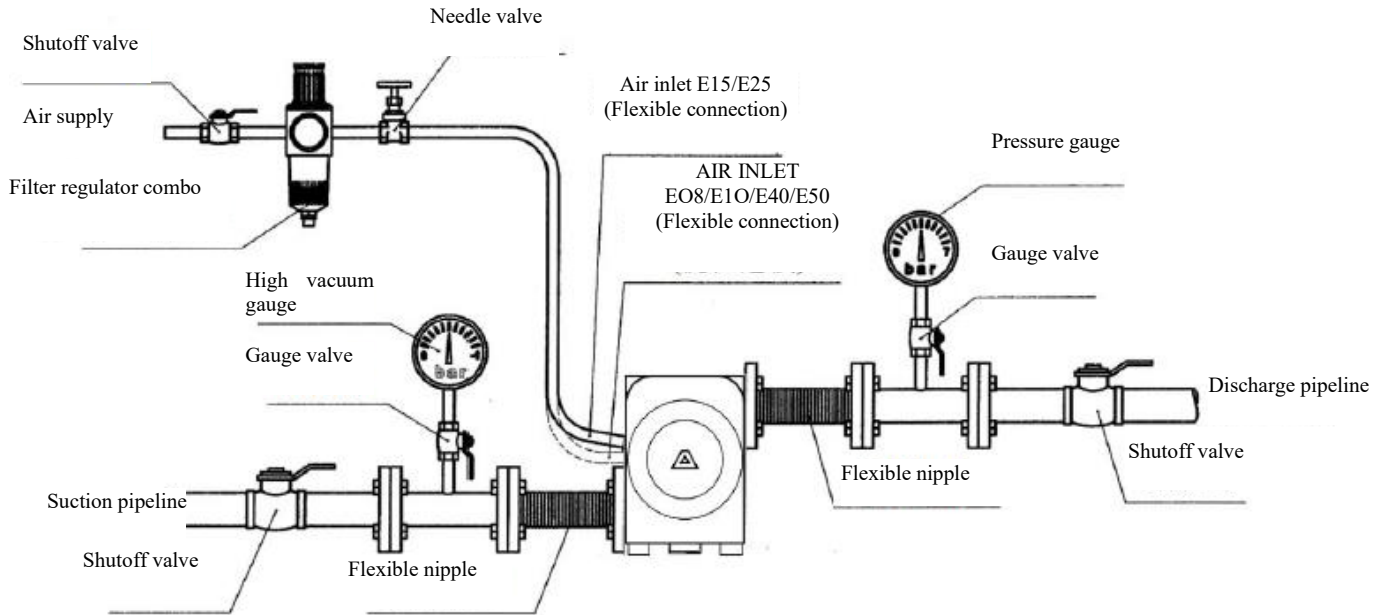 Needle valve
Shutoff valve
Air supply
Filter regulator combo
Air inlet E15/E25
(Flexible connection)
AIR INLET
EO8/E1O/E40/E50
(Flexible connection)
Pressure gauge
Gauge valve
High vacuum
gauge
Gauge valve
bar
bar
Discharge pipeline
Shutoff valve
Flexible nipple
Suction pipeline
Shutoff valve
Flexible nipple